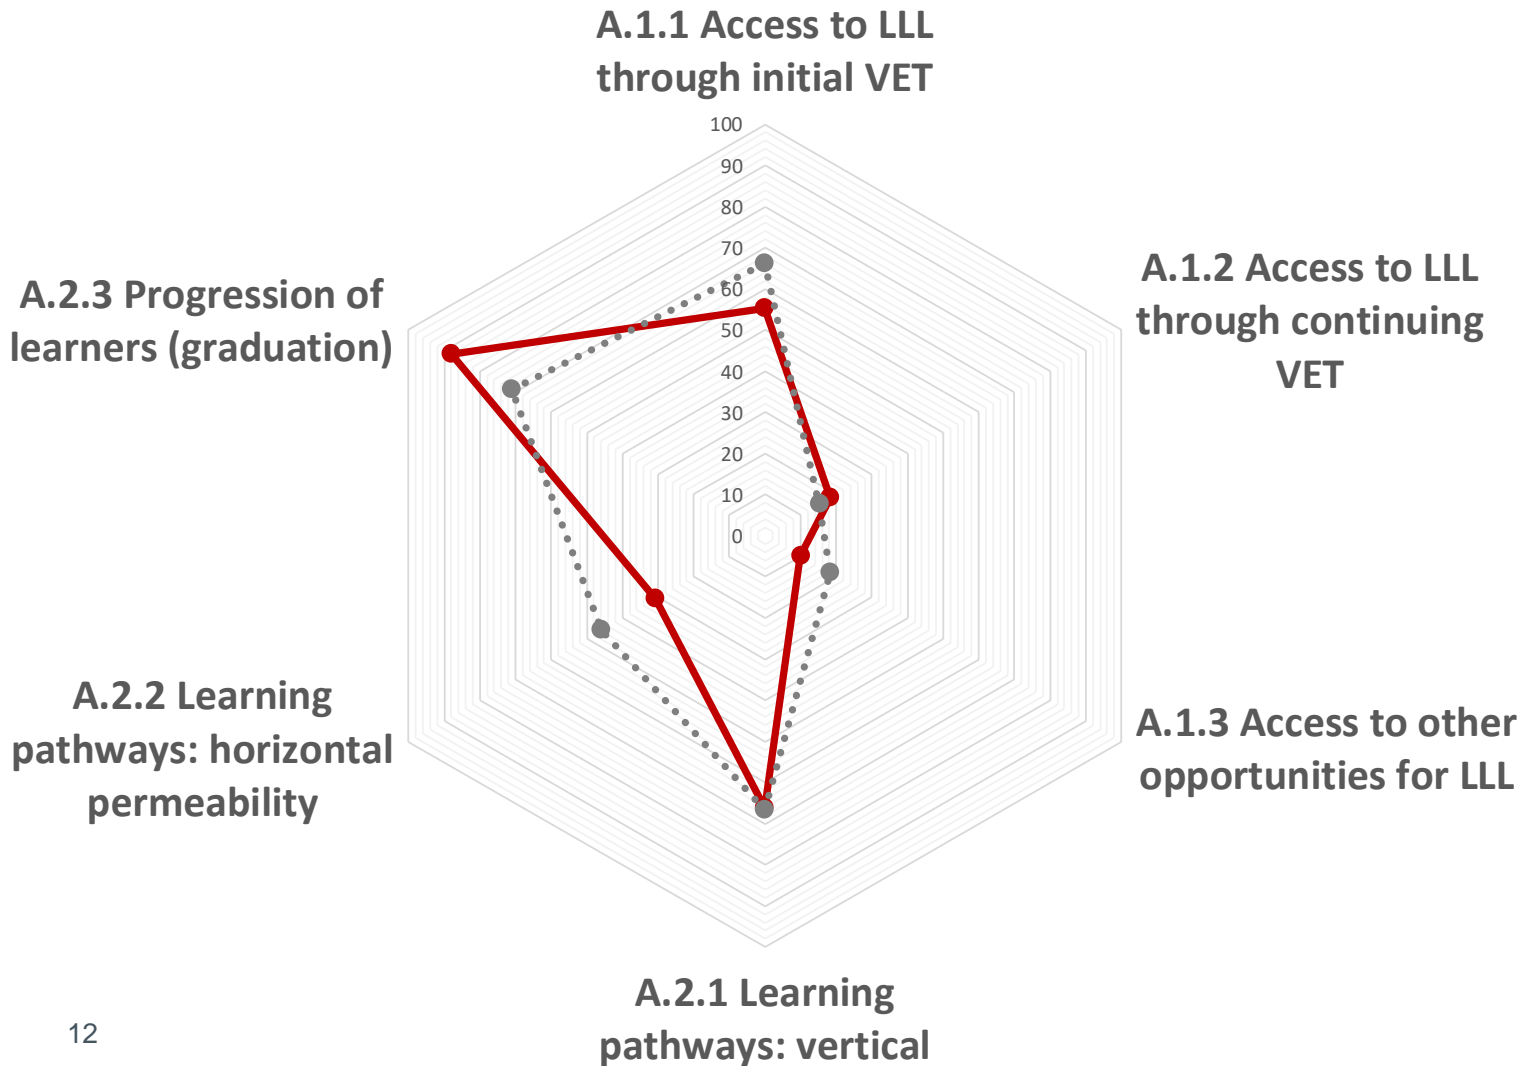 A.1.1 Access to LLL
through initial VET
100
90
80
70
60
50
40
30
20
10
0
A.1.2 Access to LLL
through continuing
VET
A.1.3 Access to other
opportunities for LLL
A.2.1 Learning
pathways: vertical
A.2.2 Learning
pathways: horizontal
permeability
A.2.3 Progression of
learners (graduation)
12